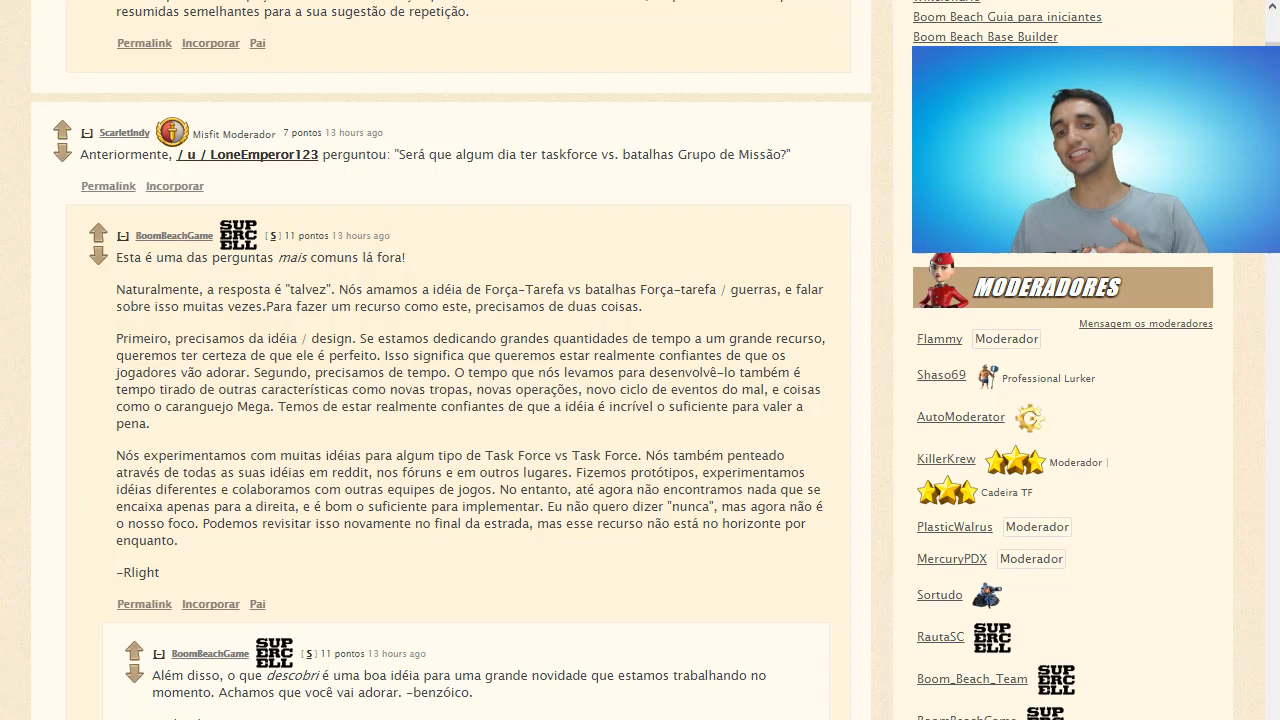 resumidas semelhantes para a sua sugestão de repetição.
Permalink Incorporar Pai
[-] ScarletIndy Misfit Moderador 7 pontos 13 hours ago
Anteriormente, / u / LoneEmperor123 perguntou: "Será que algum dia ter taskforce vs. batalhas Grupo de Missão?"
Permalink Incorporar
[-] BoomBeachGame SUPERCELL [ S ] 11 pontos 13 hours ago
Esta é uma das perguntas mais comuns lá fora!
Naturalmente, a resposta é "talvez". Nós amamos a idéia de Força-Tarefa vs batalhas Força-tarefa / guerras, e falar
sobre isso muitas vezes.Para fazer um recurso como este, precisamos de duas coisas.
Primeiro, precisamos da idéia / design. Se estamos dedicando grandes quantidades de tempo a um grande recurso,
queremos ter certeza de que ele é perfeito. Isso significa que queremos estar realmente confiantes de que os
jogadores vão adorar. Segundo, precisamos de tempo. O tempo que nós levamos para desenvolvê-lo também é
tempo tirado de outras características como novas tropas, novas operações, novo ciclo de eventos do mal, e coisas
como o caranguejo Mega. Temos de estar realmente confiantes de que a idéia é incrível o suficiente para valer a
pena.
Nós experimentamos com muitas idéias para algum tipo de Task Force vs Task Force. Nós também penteado
através de todas as suas idéias no reddit, nos fóruns e em outros lugares. Fizemos protótipos, experimentamos
idéias diferentes e colaboramos com outras equipes de jogos. No entanto, até agora não encontramos nada que se
encaixa apenas para a direita, e é bom o suficiente para implementar. Eu não quero dizer "nunca", mas agora não é
o nosso foco. Podemos revisitar isso novamente no final da estrada, mas esse recurso não está no horizonte por
enquanto.
-Rlight
Permalink Incorporar Pai
[-] BoomBeachGame SUPERCELL [ S ] 11 pontos 13 hours ago
Além disso, o que descobri é uma boa idéia para uma grande novidade que estamos trabalhando no
momento. Achamos que você vai adorar. -benzóico.
Boom Beach Guia para iniciantes
Boom Beach Base Builder
MODERADORES
Mensagem os moderadores
Flammy Moderador
Shaso69 Professional Lurker
AutoModerator
KillerKrew Moderador |
Cadeira TF
PlasticWalrus Moderador
MercuryPDX Moderador
Sortudo
RautaSC SUPERCELL
Boom_Beach_Team SUPERCELL
BoomBeachGame